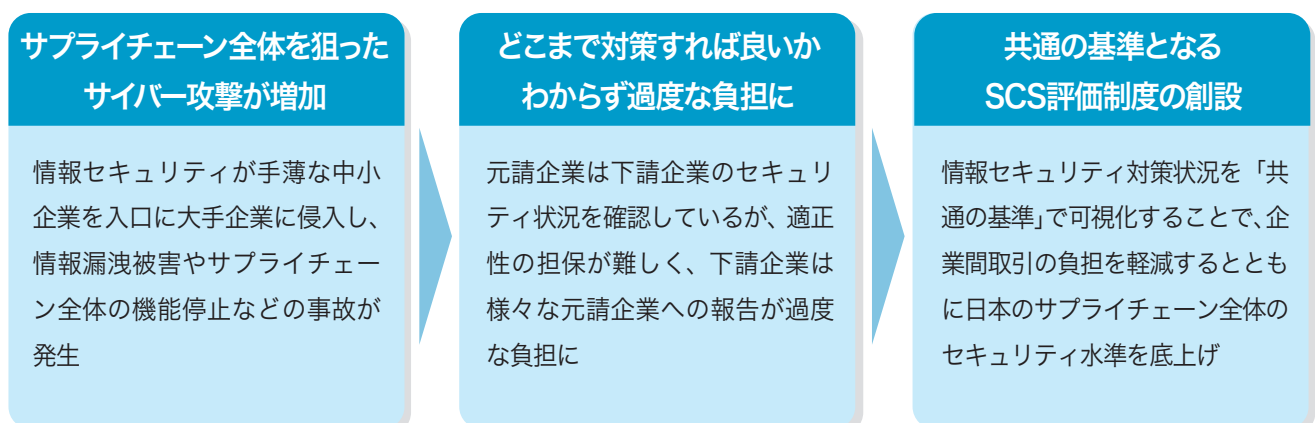 サプライチェーン全体を狙った
サイバー攻撃が増加
情報セキュリティが手薄な中小
企業を入口に大手企業に侵入し、
情報漏洩被害やサプライチェー
ン全体の機能停止などの事故が
発生
どこまで対策すれば良いか
わからず過度な負担に
元請企業は下請企業のセキュリ
ティ状況を確認しているが、適正
性の担保が難しく、下請企業は
様々な元請企業への報告が過度
な負担に
共通の基準となる
SCS評価制度の創設
情報セキュリティ対策状況を「共
通の基準」で可視化することで、企
業間取引の負担を軽減するととも
に日本のサプライチェーン全体の
セキュリティ水準を底上げ